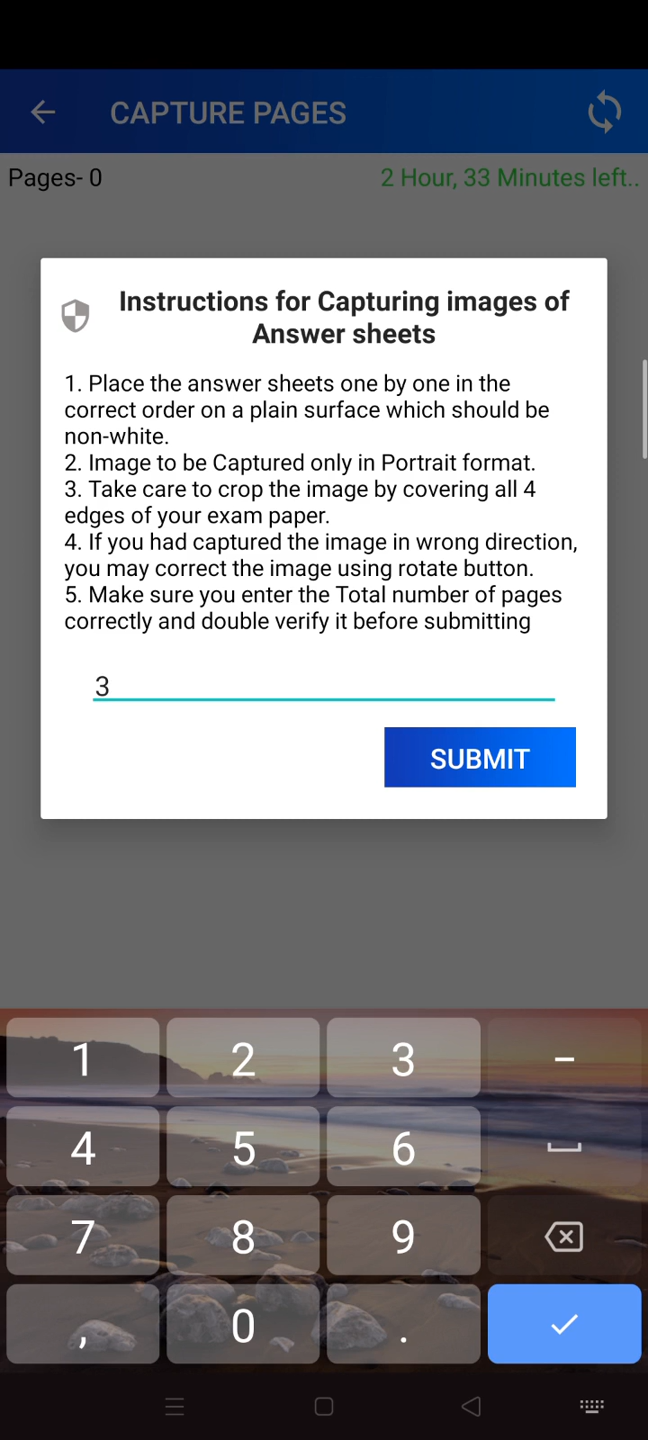 CAPTURE PAGES
Pages- 0
2 Hour, 33 Minutes left..
Instructions for Capturing images of
Answer sheets
1. Place the answer sheets one by one in the
correct order on a plain surface which should be
non-white.
2. Image to be Captured only in Portrait format.
3. Take care to crop the image by covering all 4
edges of your exam paper.
4. If you had captured the image in wrong direction,
you may correct the image using rotate button.
5. Make sure you enter the Total number of pages
correctly and double verify it before submitting
3
SUBMIT
1 2 3 –
4 5 6
7 8 9
, 0 .